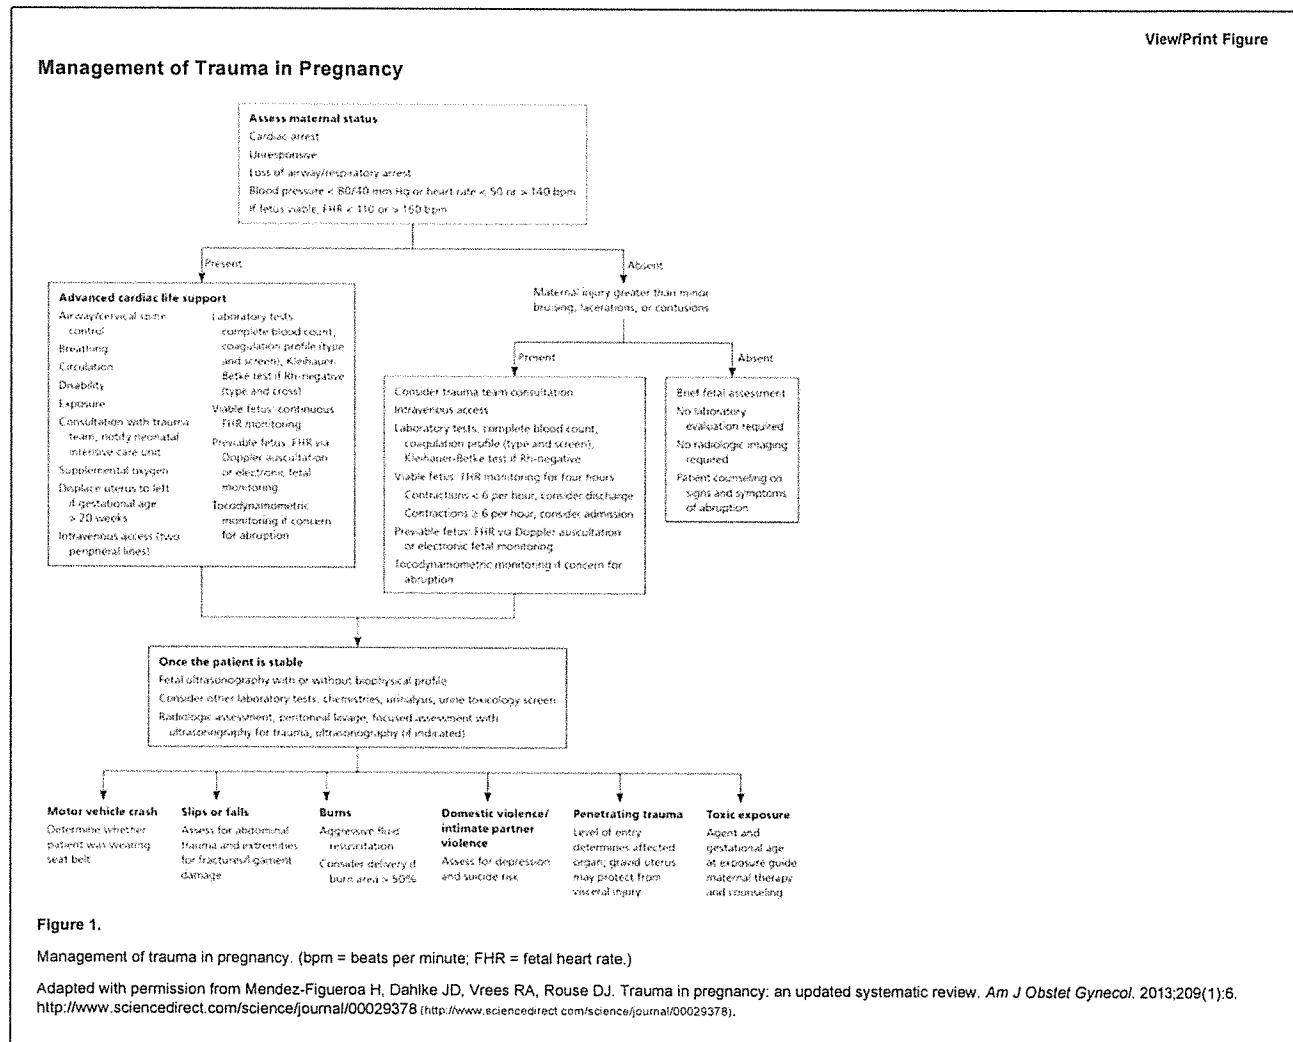 View/Print Figure
Management of Trauma in Pregnancy
Assess maternal status
Cardiac arrest
Unresponsive
Loss of airway/respiratory arrest
Blood pressure < 80/40 mm Hg or heart rate < 50 or > 140 bpm
If fetus viable, FHR < 110 or > 160 bpm
Present
Absent
Advanced cardiac life support
Airway/cervical spine
control
Breathing
Circulation
Disability
Exposure
Consultation with trauma
team, notify neonatal
intensive care unit
Supplemental oxygen
Displace uterus to left
if gestational age
> 20 weeks
Intravenous access (two
peripheral lines)
Laboratory tests
complete blood count,
coagulation profile (type
and screen), Kleihauer-
Betke test if Rh-negative
(type and cross)
Viable fetus: continuous
FHR monitoring
Previable fetus: FHR via
Doppler auscultation
or electronic fetal
monitoring
Tocodynamometric
monitoring if concern
for abruption
Maternal injury greater than minor
bruising, lacerations, or contusions
Present
Absent
Consider trauma team consultation
Intravenous access
Laboratory tests, complete blood count,
coagulation profile (type and screen),
Kleihauer-Betke test if Rh-negative
Viable fetus: FHR monitoring for four hours
Contractions < 6 per hour, consider discharge
Contractions ≥ 6 per hour, consider admission
Previable fetus: FHR via Doppler auscultation
or electronic fetal monitoring
Tocodynamometric monitoring if concern for
abruption
Brief fetal assessment
No laboratory
evaluation required
No radiologic imaging
required
Patient counseling on
signs and symptoms
of abruption
Once the patient is stable
Fetal ultrasonography with or without biophysical profile
Consider other laboratory tests, chemistries, urinalysis, urine toxicology screen
Radiologic assessment, peritoneal lavage, focused assessment with
ultrasonography for trauma, ultrasonography (if indicated)
Motor vehicle crash
Determine whether
patient was wearing
seat belt
Slips or falls
Assess for abdominal
trauma and extremities
for fractures/ligament
damage
Burns
Aggressive fluid
resuscitation
Consider delivery if
burn area > 50%
Domestic violence/
intimate partner
violence
Assess for depression
and suicide risk
Penetrating trauma
Level of entry
determines affected
organ; gravid uterus
may protect from
visceral injury
Toxic exposure
Agent and
gestational age
at exposure guide
maternal therapy
and counseling
Figure 1.
Management of trauma in pregnancy. (bpm = beats per minute; FHR = fetal heart rate.)
Adapted with permission from Mendez-Figueroa H, Dahlke JD, Vrees RA, Rouse DJ. Trauma in pregnancy: an updated systematic review. Am J Obstet Gynecol. 2013;209(1):6.
http://www.sciencedirect.com/science/journal/00029378 (http://www.sciencedirect.com/science/journal/00029378).